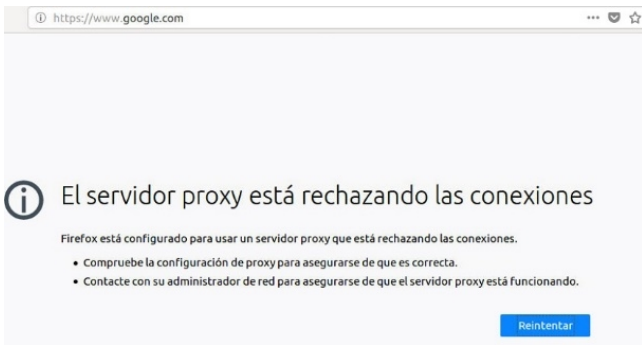 https://www.google.com
El servidor proxy está rechazando las conexiones
Firefox está configurado para usar un servidor proxy que está rechazando las conexiones.
• Compruebe la configuración de proxy para asegurarse de que es correcta.
• Contacte con su administrador de red para asegurarse de que el servidor proxy está funcionando.
Reintentar